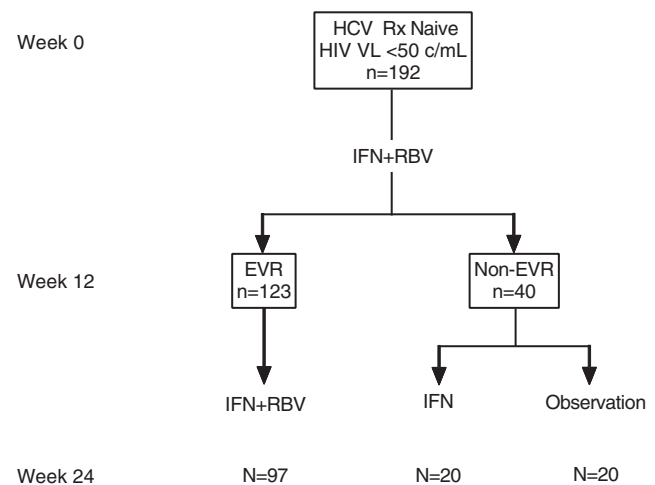 Week 0
HCV Rx Naive
HIV VL <50 c/mL
n=192
IFN+RBV
Week 12
EVR
n=123
Non-EVR
n=40
IFN+RBV
IFN
Observation
Week 24
N=97
N=20
N=20